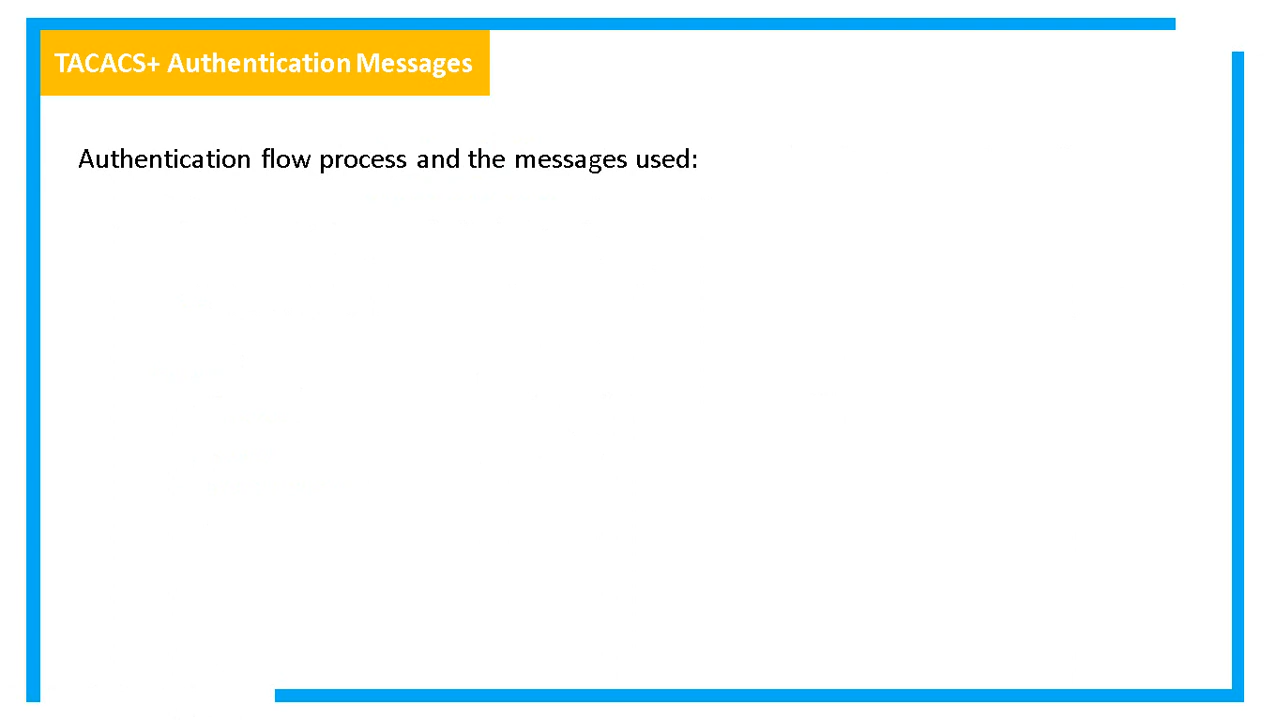 TACACS+ Authentication Messages
Authentication flow process and the messages used: